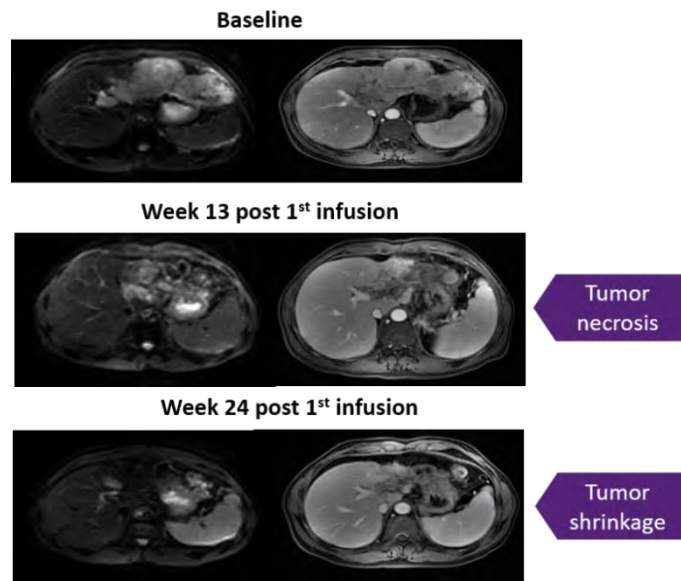 Baseline
Week 13 post 1st infusion
Tumor
necrosis
Week 24 post 1st infusion
Tumor
shrinkage